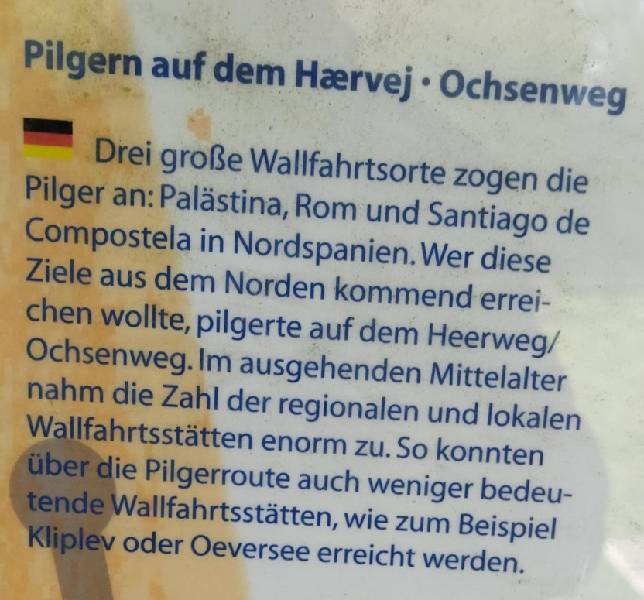 Pilgern auf dem Hærvej · Ochsenweg
Drei große Wallfahrtsorte zogen die
Pilger an: Palästina, Rom und Santiago de
Compostela in Nordspanien. Wer diese
Ziele aus dem Norden kommend errei-
chen wollte, pilgerte auf dem Heerweg/
Ochsenweg. Im ausgehenden Mittelalter
nahm die Zahl der regionalen und lokalen
Wallfahrtsstätten enorm zu. So konnten
über die Pilgerroute auch weniger bedeu-
tende Wallfahrtsstätten, wie zum Beispiel
Kliplev oder Oeversee erreicht werden.